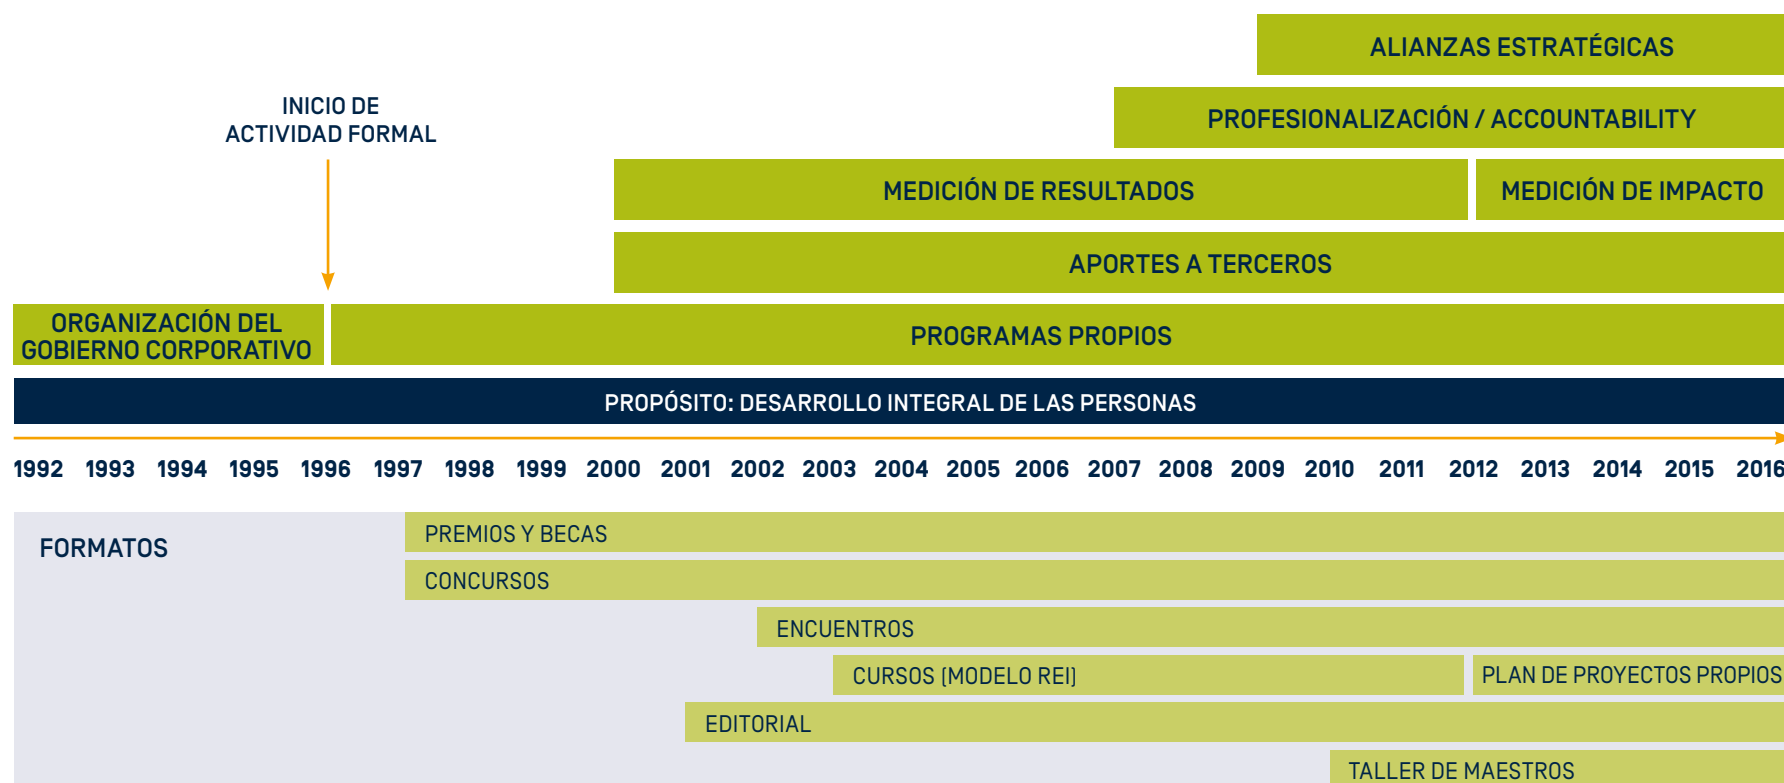 ALIANZAS ESTRATÉGICAS
INICIO DE
ACTIVIDAD FORMAL
PROFESIONALIZACIÓN / ACCOUNTABILITY
MEDICIÓN DE RESULTADOS
MEDICIÓN DE IMPACTO
APORTES A TERCEROS
ORGANIZACIÓN DEL
GOBIERNO CORPORATIVO
PROGRAMAS PROPIOS
PROPÓSITO: DESARROLLO INTEGRAL DE LAS PERSONAS
1992 1993 1994 1995 1996 1997 1998 1999 2000 2001 2002 2003 2004 2005 2006 2007 2008 2009 2010 2011 2012 2013 2014 2015 2016
FORMATOS
PREMIOS Y BECAS
CONCURSOS
ENCUENTROS
CURSOS (MODELO REI)
PLAN DE PROYECTOS PROPIOS
EDITORIAL
TALLER DE MAESTROS